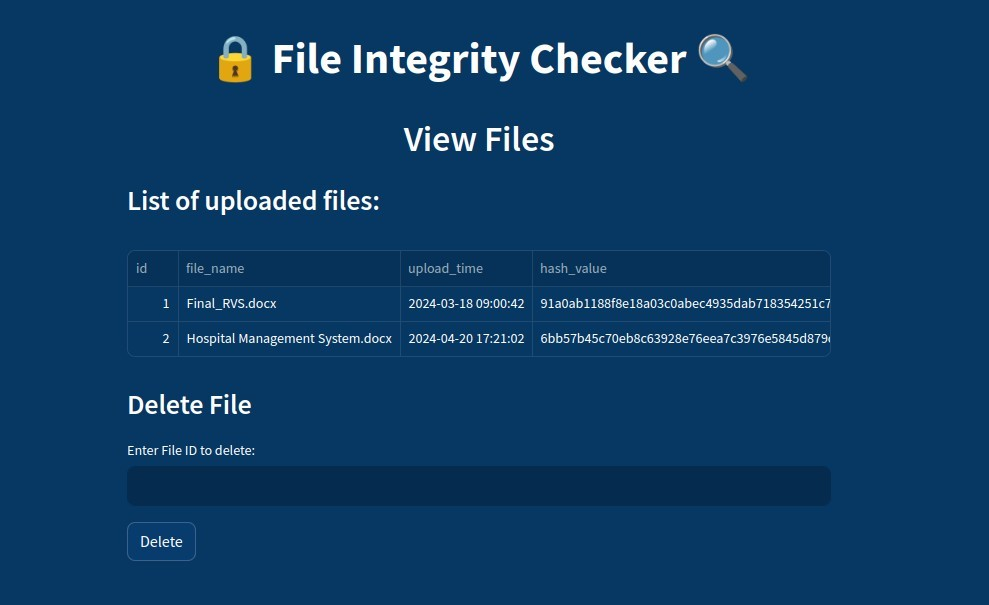 🔒 File Integrity Checker 🔍
View Files
List of uploaded files:
id file_name upload_time hash_value
1 Final_RVS.docx 2024-03-18 09:00:42 91a0ab1188f8e18a03c0abec4935dab718354251c7
2 Hospital Management System.docx 2024-04-20 17:21:02 6bb57b45c70eb8c63928e76eea7c3976e5845d879
Delete File
Enter File ID to delete:
Delete